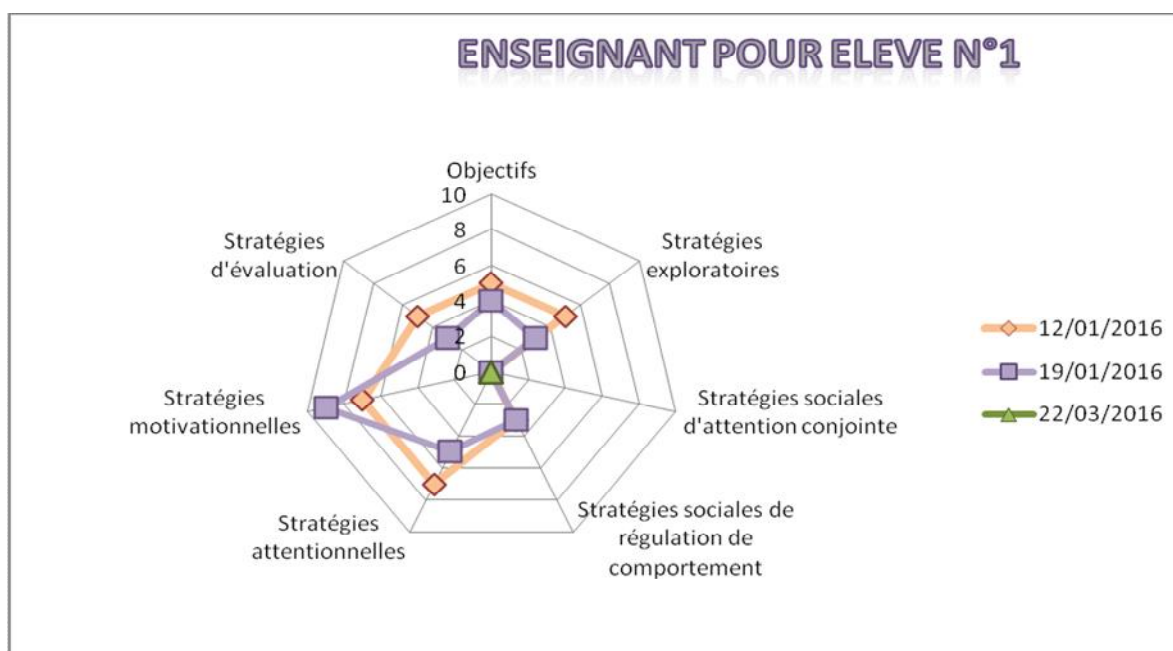 ENSEIGNANT POUR ELEVE N°1
Objectifs
10
8
6
4
2
0
Stratégies
exploratoires
Stratégies sociales
d'attention conjointe
Stratégies sociales de
régulation de
comportement
Stratégies
attentionnelles
Stratégies
motivationnelles
Stratégies
d'évaluation
12/01/2016
19/01/2016
22/03/2016